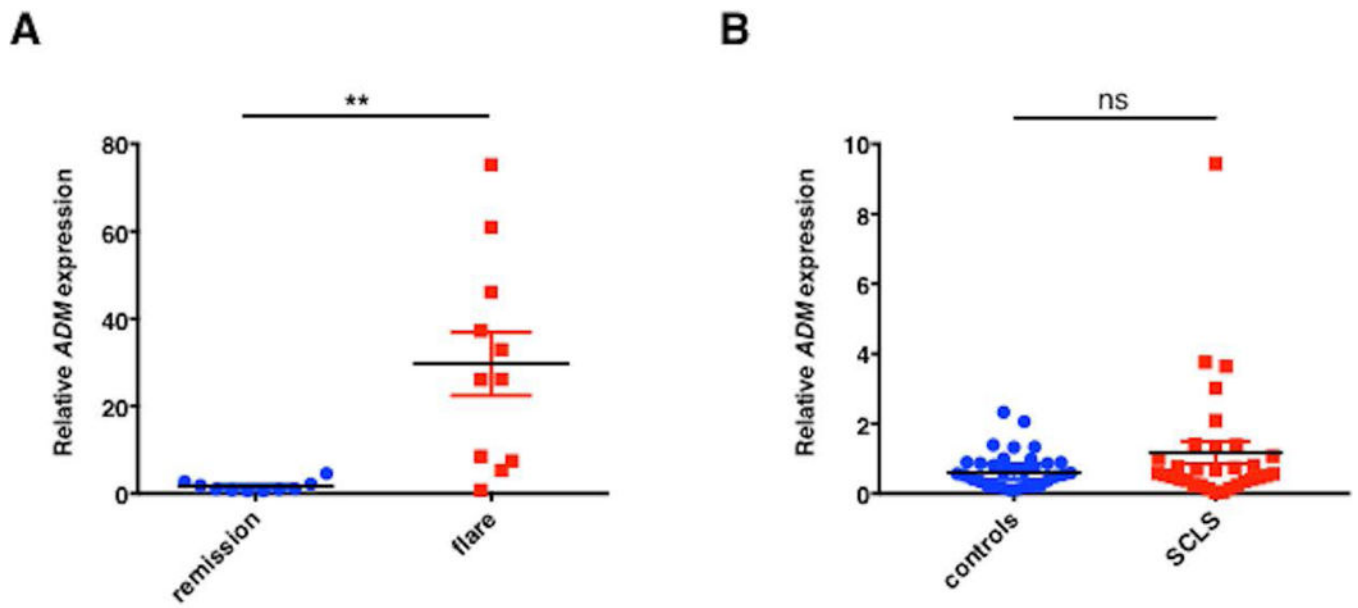 A
**
Relative ADM expression
80
60
40
20
0
remission
flare
B
ns
Relative ADM expression
10
8
6
4
2
0
controls
SCLS